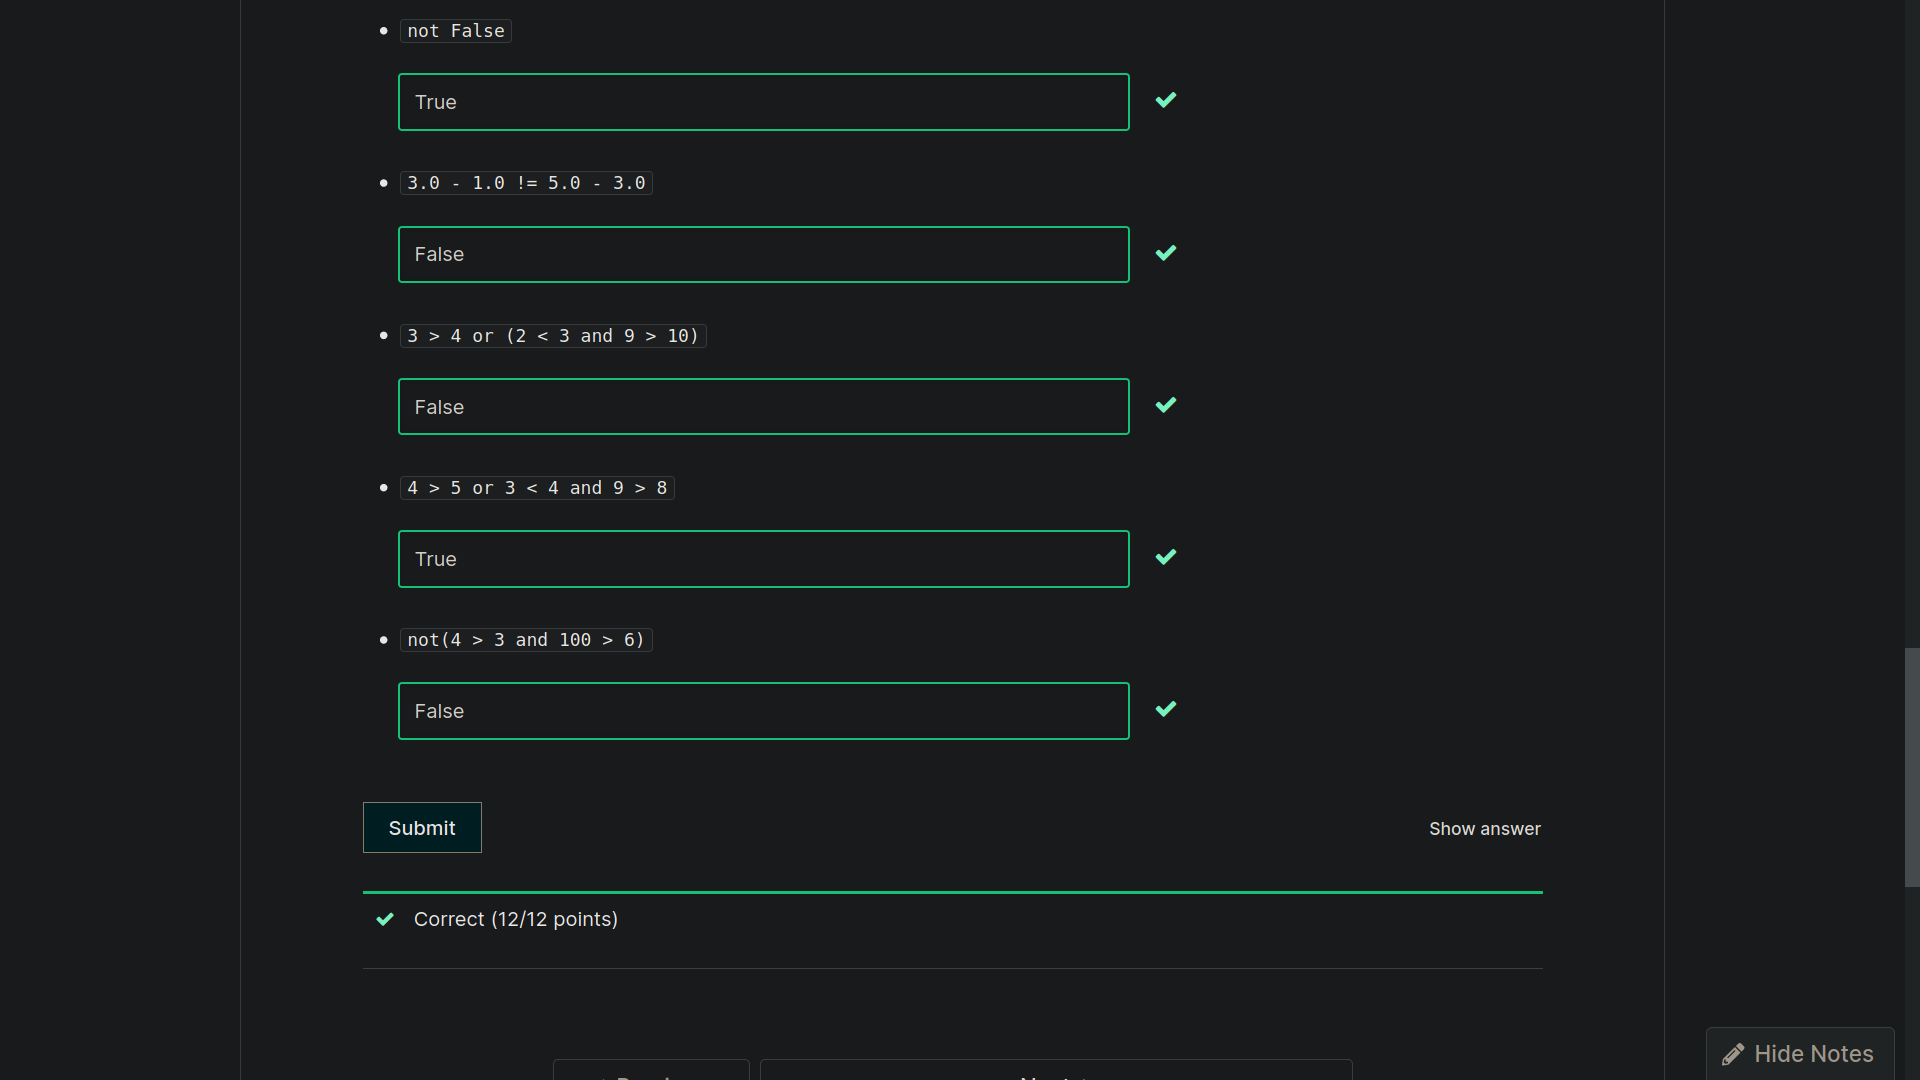 not False
True
3.0 - 1.0 != 5.0 - 3.0
False
3 > 4 or (2 < 3 and 9 > 10)
False
4 > 5 or 3 < 4 and 9 > 8
True
not(4 > 3 and 100 > 6)
False
Submit
Show answer
Correct (12/12 points)
Hide Notes